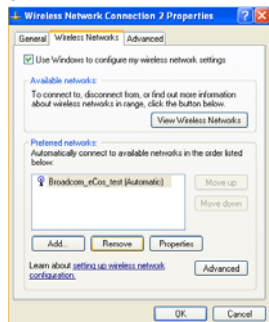 Wireless Network Connection 2 Properties
General Wireless Networks Advanced
Use Windows to configure my wireless network settings
Available networks:
To connect to, disconnect from, or find out more information
about wireless networks in range, click the button below.
View Wireless Networks
Preferred networks:
Automatically connect to available networks in the order listed
below:
Broadcom_eCos_test (Automatic)
Move up
Move down
Add... Remove Properties
Learn about setting up wireless network
configuration.
Advanced
OK Cancel